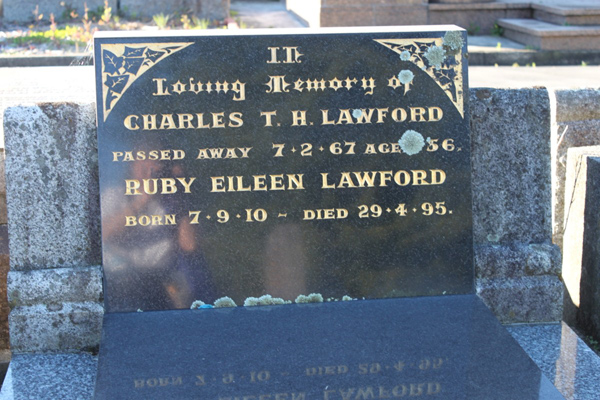 In
Loving Memory of
CHARLES T. H. LAWFORD
PASSED AWAY 7·2·67 AGED 56.
RUBY EILEEN LAWFORD
BORN 7·9·10 - DIED 29·4·95.